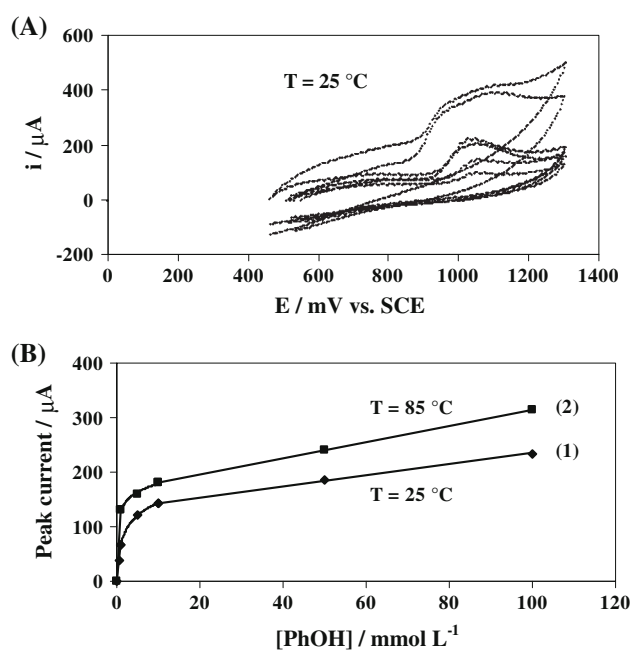 (A)
600
400
200
0
-200
i / μA
T = 25 °C
0 200 400 600 800 1000 1200 1400
E / mV vs. SCE
(B)
400
300
200
100
0
Peak current / μA
T = 85 °C
(2)
(1)
T = 25 °C
0 20 40 60 80 100 120
[PhOH] / mmol L⁻¹